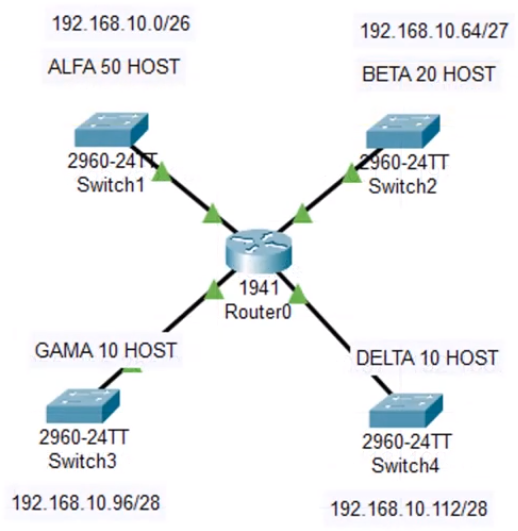 192.168.10.0/26
192.168.10.64/27
ALFA 50 HOST
BETA 20 HOST
2960-24TT
Switch1
2960-24TT
Switch2
1941
Router0
GAMA 10 HOST
DELTA 10 HOST
2960-24TT
Switch3
2960-24TT
Switch4
192.168.10.96/28
192.168.10.112/28